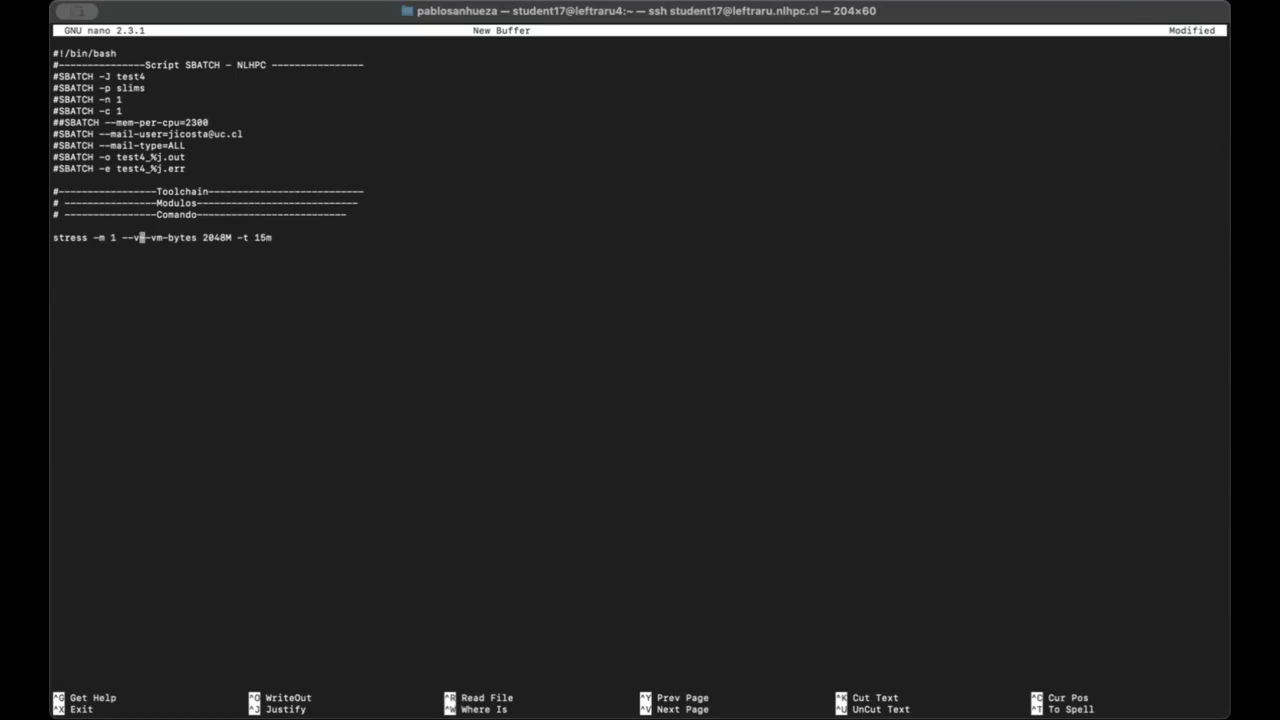 pablosanhueza — student17@leftraru4:~ — ssh student17@leftraru.nlhpc.cl — 204×60
GNU nano 2.3.1 New Buffer Modified
#!/bin/bash
#---------------Script SBATCH - NLHPC ----------------
#SBATCH -J test4
#SBATCH -p slims
#SBATCH -n 1
#SBATCH -c 1
##SBATCH --mem-per-cpu=2300
#SBATCH --mail-user=jicosta@uc.cl
#SBATCH --mail-type=ALL
#SBATCH -o test4_%j.out
#SBATCH -e test4_%j.err
#-----------------Toolchain---------------------------
# ----------------Modulos----------------------------
# ----------------Comando--------------------------
stress -m 1 --v--vm-bytes 2048M -t 15m
^G Get Help ^O WriteOut ^R Read File ^Y Prev Page ^K Cut Text ^C Cur Pos
^X Exit ^J Justify ^W Where Is ^V Next Page ^U UnCut Text ^T To Spell